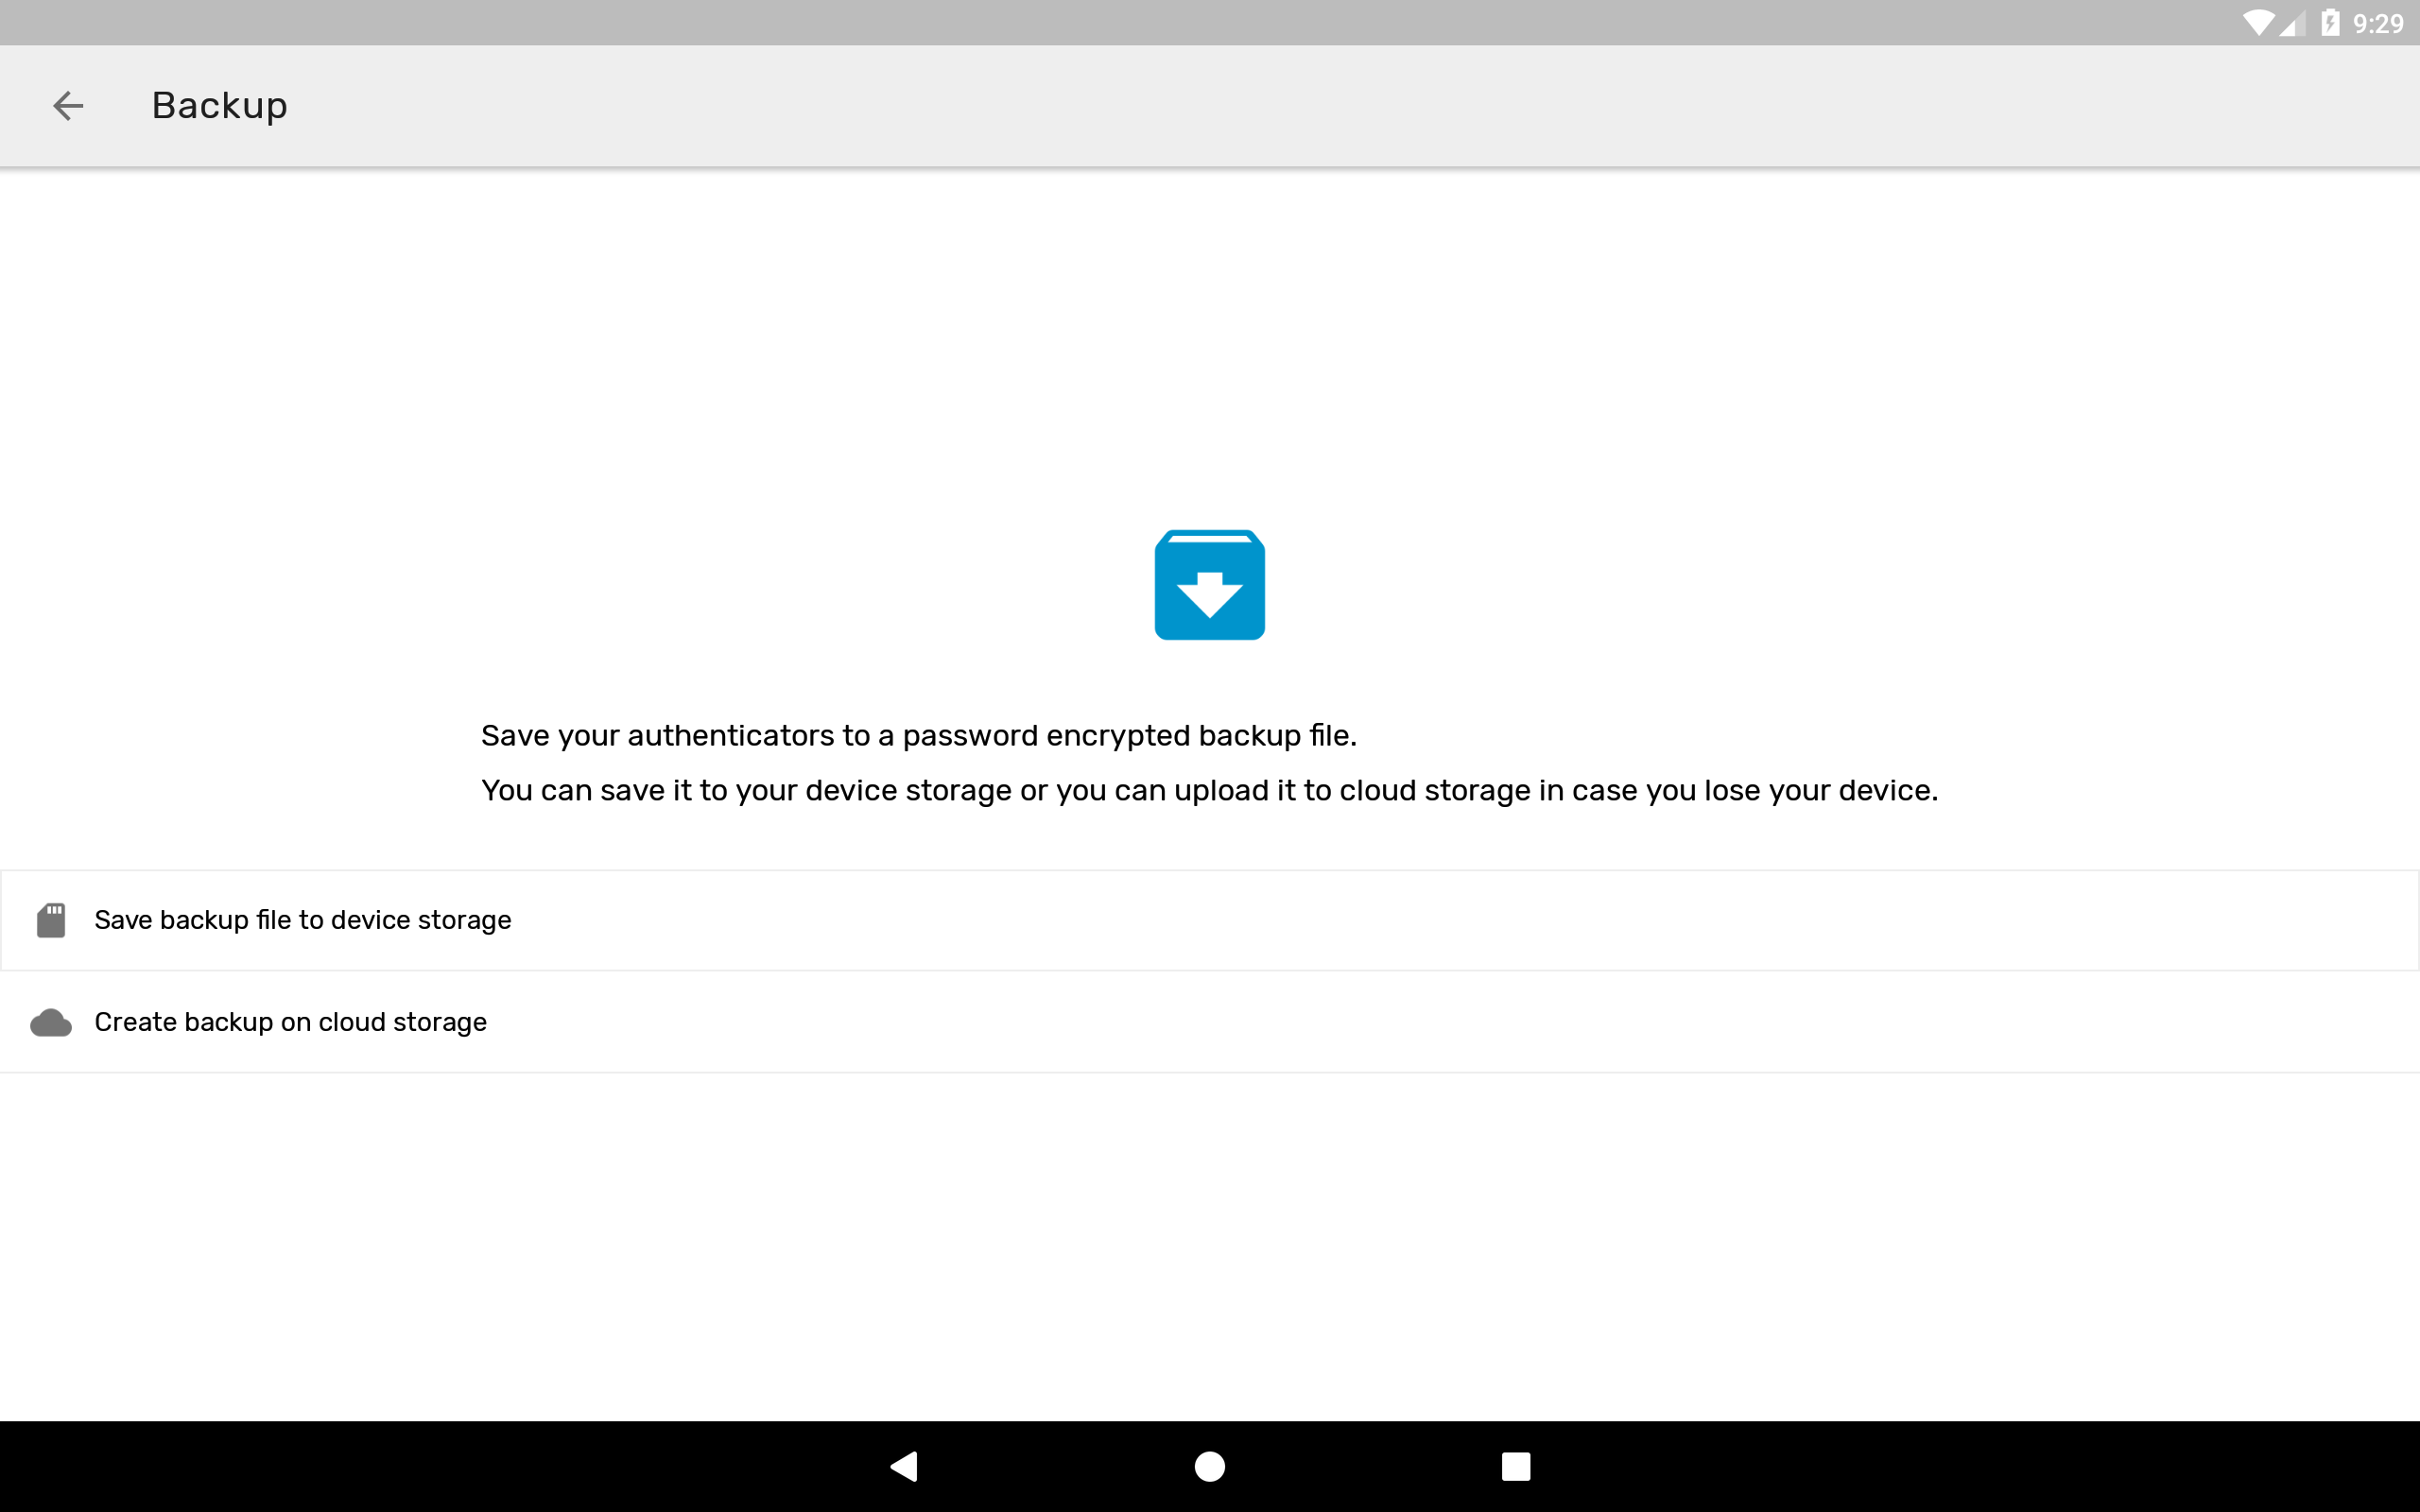 9:29
Backup
Save your authenticators to a password encrypted backup file.
You can save it to your device storage or you can upload it to cloud storage in case you lose your device.
Save backup file to device storage
Create backup on cloud storage